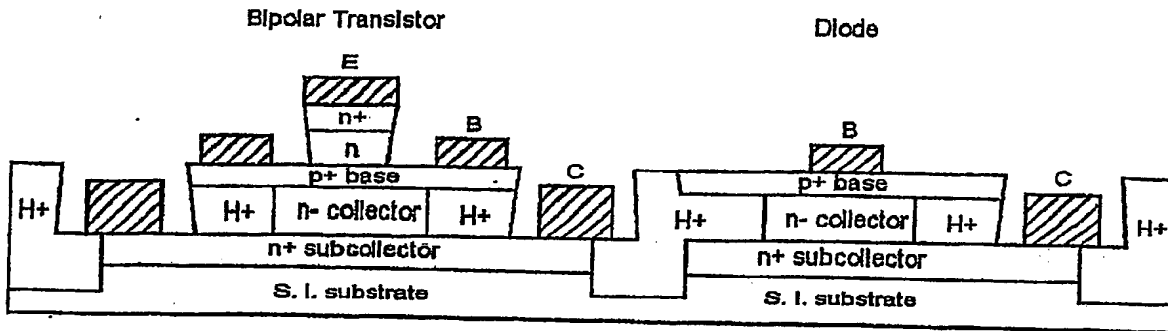 Bipolar Transistor
Diode
E
n+
n
B
B
p+ base
C
p+ base
C
H+
H+
n- collector
H+
H+
n- collector
H+
H+
n+ subcollector
n+ subcollector
S. I. substrate
S. I. substrate